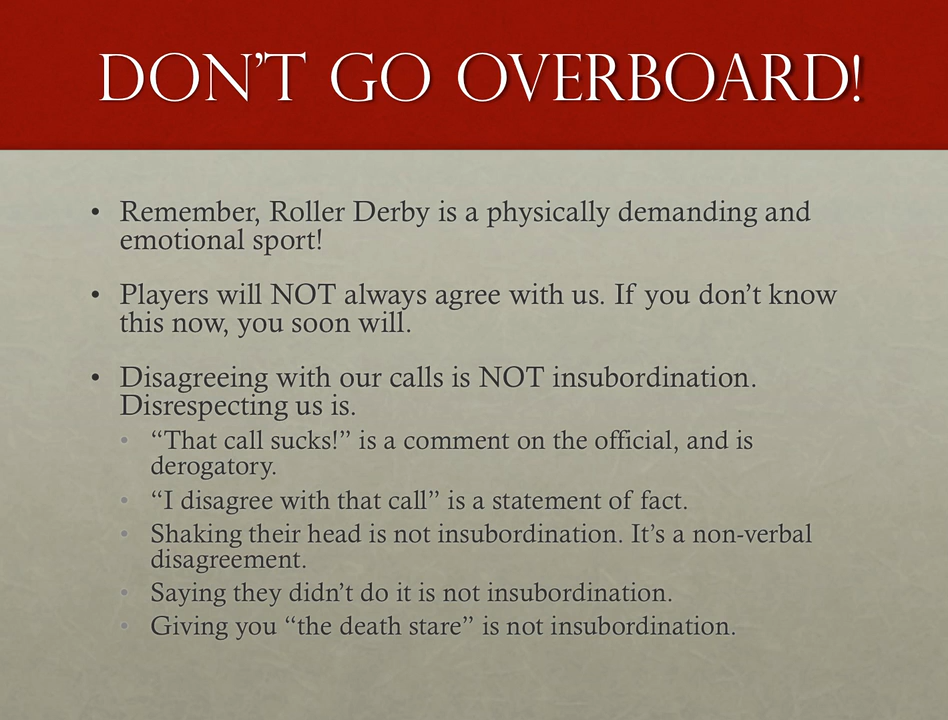 DON’T GO OVERBOARD!
• Remember, Roller Derby is a physically demanding and
emotional sport!
• Players will NOT always agree with us. If you don’t know
this now, you soon will.
• Disagreeing with our calls is NOT insubordination.
Disrespecting us is.
• “That call sucks!” is a comment on the official, and is
derogatory.
• “I disagree with that call” is a statement of fact.
• Shaking their head is not insubordination. It’s a non-verbal
disagreement.
• Saying they didn’t do it is not insubordination.
• Giving you “the death stare” is not insubordination.